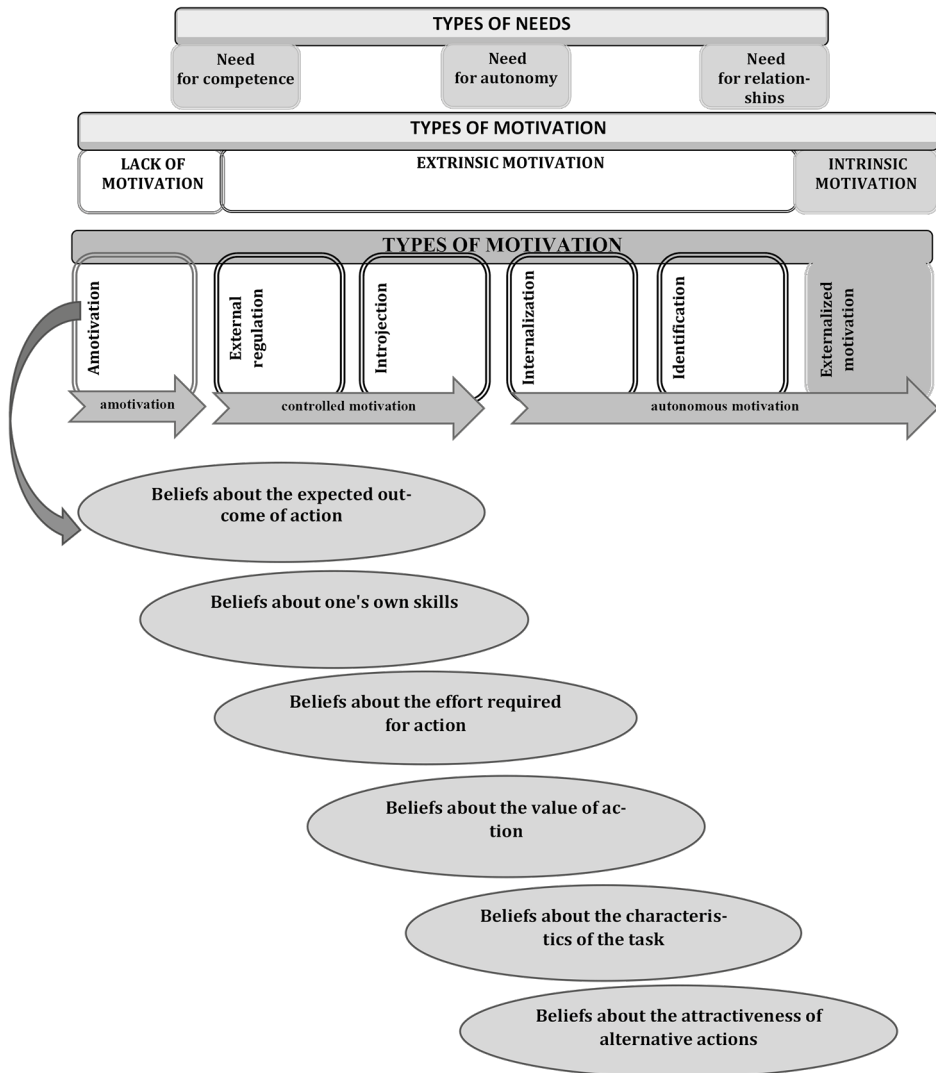 TYPES OF NEEDS
Need
for competence
Need
for autonomy
Need
for relation-
ships
TYPES OF MOTIVATION
LACK OF
MOTIVATION
EXTRINSIC MOTIVATION
INTRINSIC
MOTIVATION
TYPES OF MOTIVATION
Amotivation
External
regulation
Introjection
Internalization
Identification
Externalized
motivation
amotivation
controlled motivation
autonomous motivation
Beliefs about the expected out-
come of action
Beliefs about one's own skills
Beliefs about the effort required
for action
Beliefs about the value of ac-
tion
Beliefs about the characteris-
tics of the task
Beliefs about the attractiveness of
alternative actions